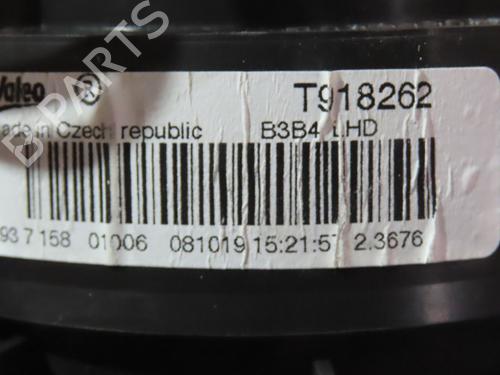 Valeo ®
T918262
ade in Czech republic B3B4 LHD
93 7 158 01006 081019 15:21:57 2.3676
B-PARTS